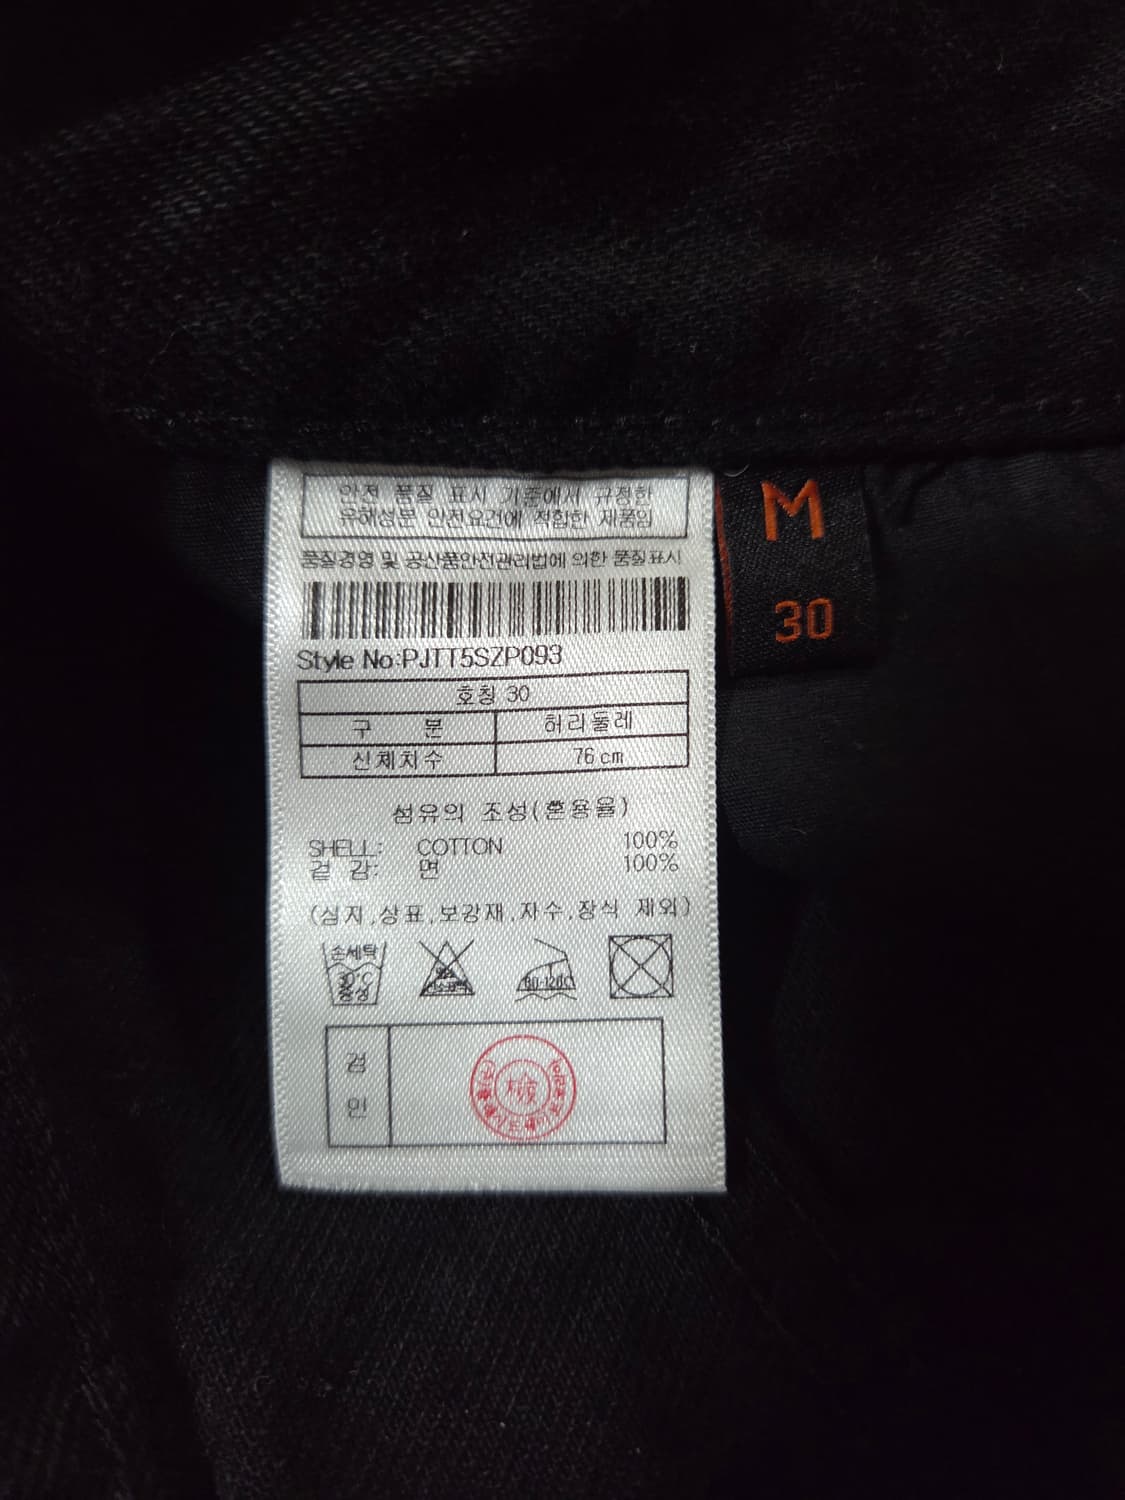 안전 품질 표시 기준에서 규정한
유해성분 안전요건에 적합한 제품임
품질경영 및 공산품안전관리법에 의한 품질표시
Style No:PJTT5SZP093
호칭 30
구 분 허리둘레
신체치수 76 cm
섬유의 조성(혼용율)
SHELL: COTTON 100%
겉 감: 면 100%
(심지,상표,보강재,자수,장식 제외)
손세탁
중성
80-120C
검
인
M
30